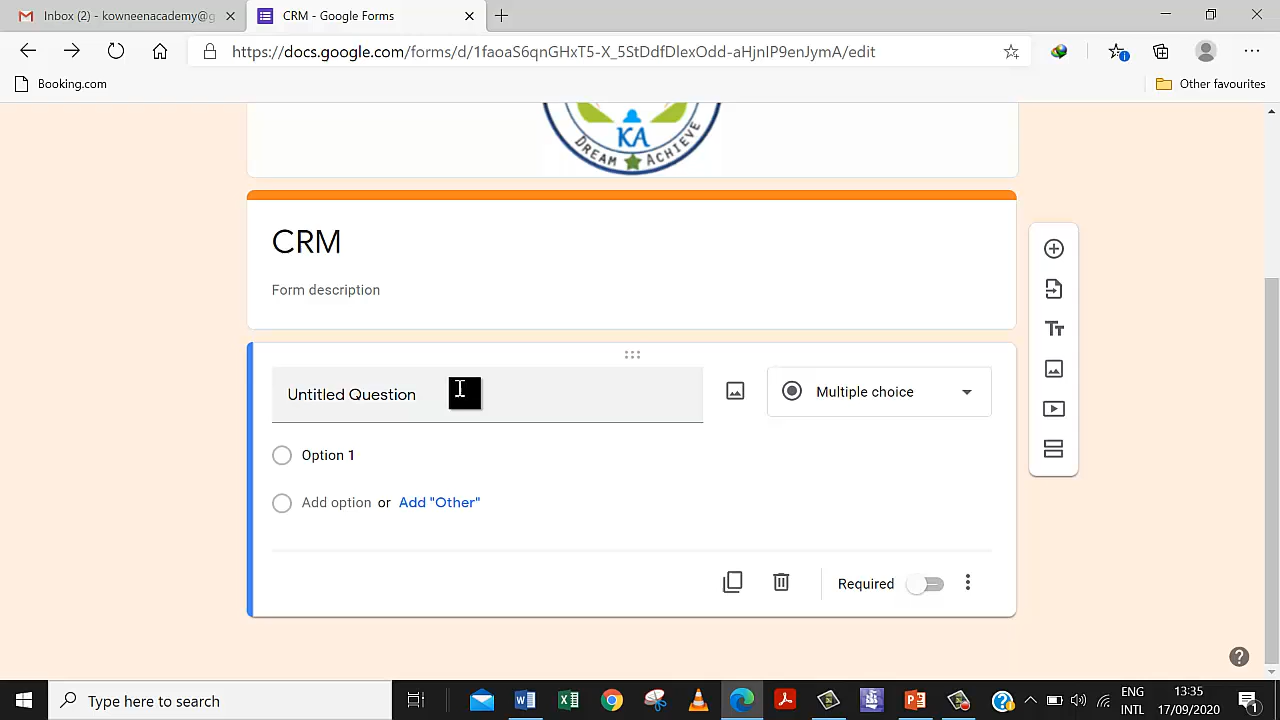 Inbox (2) - kowneenacademy@g
CRM - Google Forms
https://docs.google.com/forms/d/1faoaS6qnGHxT5-X_5StDdfDlexOdd-aHjnIP9enJymA/edit
Booking.com
Other favourites
KA
DREAM ACHIEVE
CRM
Form description
Untitled Question
Multiple choice
Option 1
Add option or Add "Other"
Required
Type here to search
ENG
INTL
13:35
17/09/2020